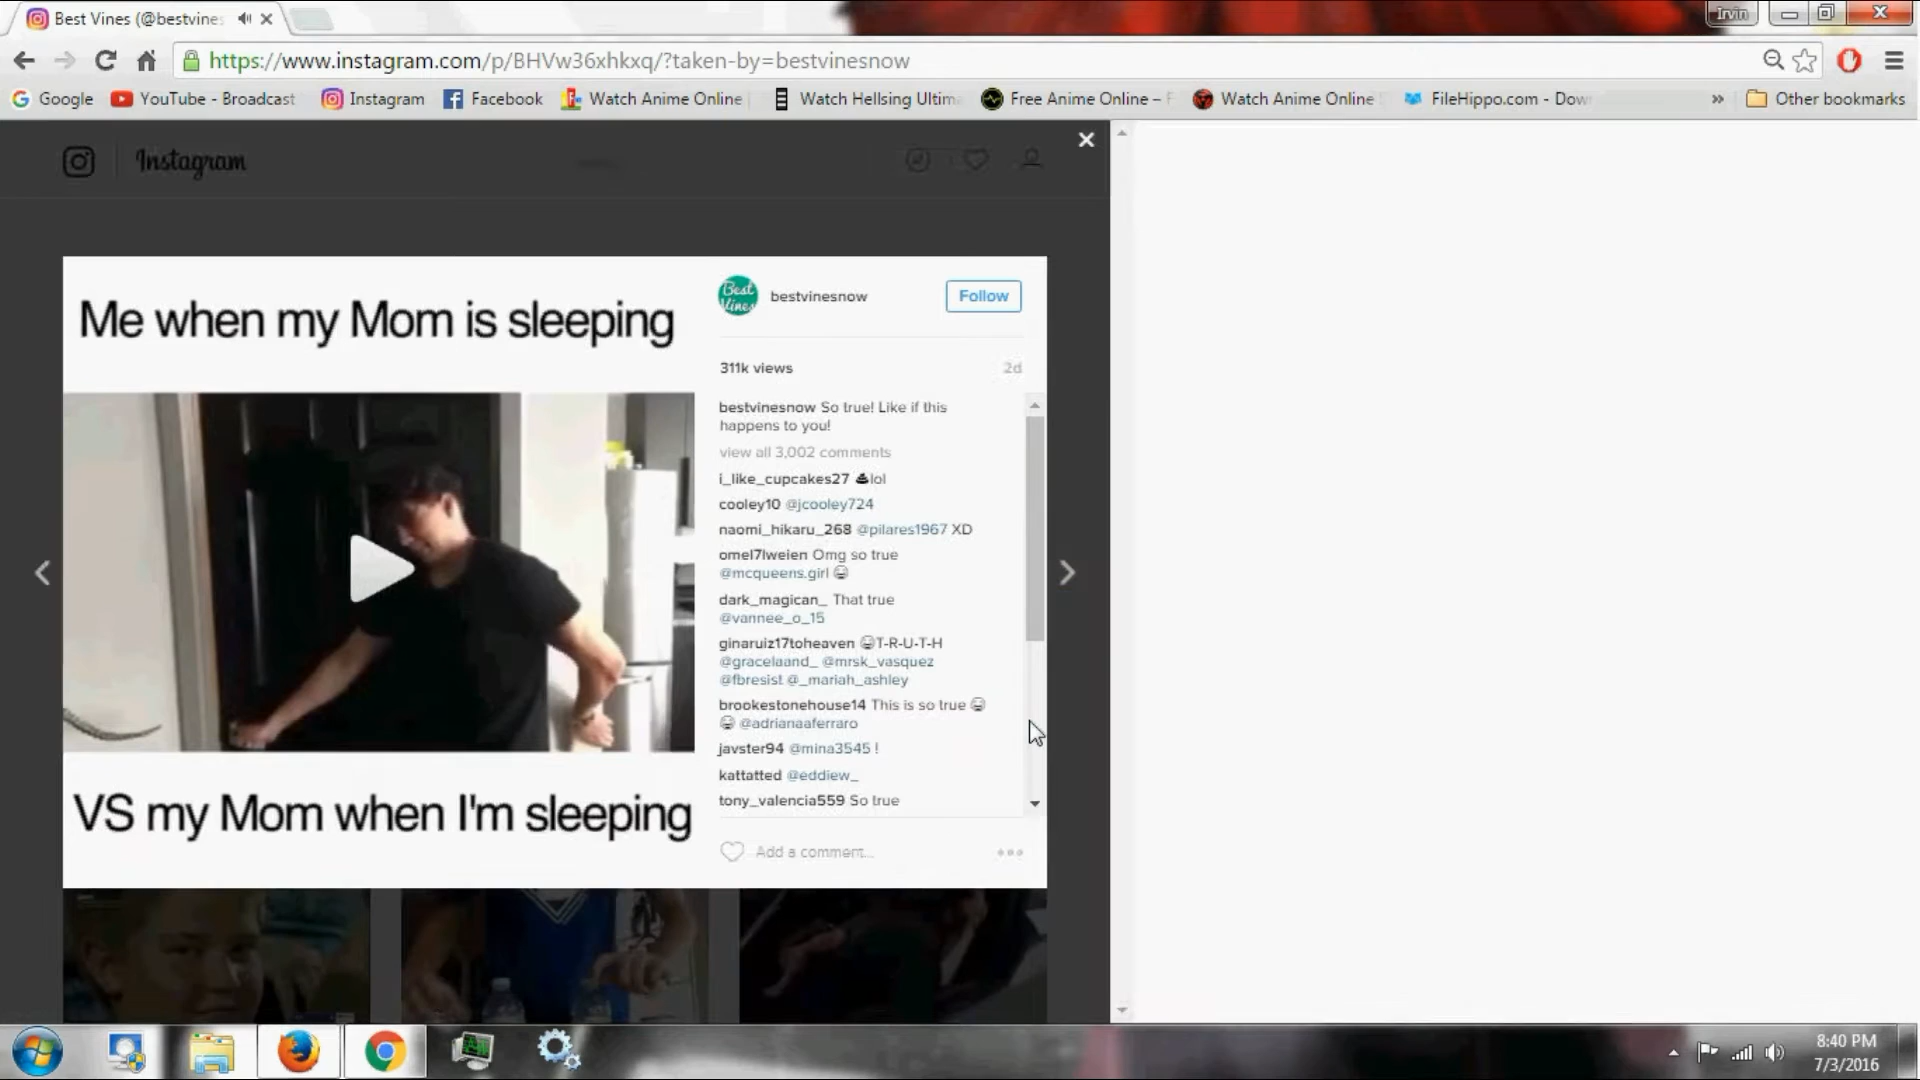 Best Vines (@bestvines
Irvin
https://www.instagram.com/p/BHVw36xhkxq/?taken-by=bestvinesnow
Google
YouTube - Broadcast
Instagram
Facebook
Watch Anime Online
Watch Hellsing Ultima
Free Anime Online –
Watch Anime Online
FileHippo.com - Dow
»
Other bookmarks
Instagram
Me when my Mom is sleeping
VS my Mom when I'm sleeping
Best Vines
bestvinesnow
Follow
311k views
2d
bestvinesnow So true! Like if this
happens to you!
view all 3,002 comments
i_like_cupcakes27 💩lol
cooley10 @jcooley724
naomi_hikaru_268 @pilares1967 XD
omel7lweien Omg so true
@mcqueens.girl 😂
dark_magican_ That true
@vannee_o_15
ginaruiz17toheaven 😂T-R-U-T-H
@gracelaand_ @mrsk_vasquez
@fbresist @_mariah_ashley
brookestonehouse14 This is so true 😂
😂 @adrianaaferraro
javster94 @mina3545 !
kattatted @eddiew_
tony_valencia559 So true
Add a comment...
8:40 PM
7/3/2016